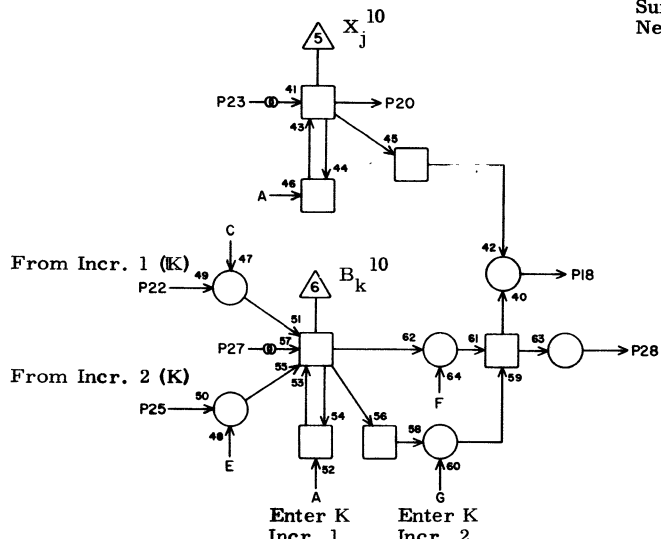 Su
Ne
5 X_j^10
P23 41 P20
43 44 45
A 46
C
From Incr. 1 (K) 49 47 42
P22 P18
6 B_k^10 40
51
P27 57 62 61 63 P28
From Incr. 2 (K) 55 53 64 59
P25 50 54 56 F
48 58
E 52 60
A G
Enter K Enter K
Incr. 1 Incr. 2